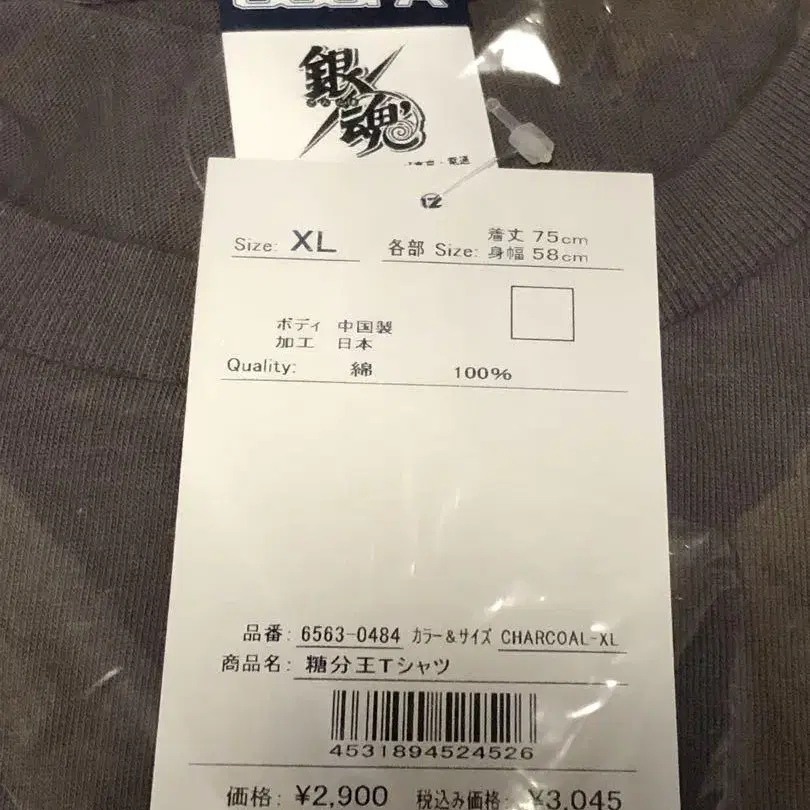 銀魂
Size: XL
各部 Size: 着丈 75cm
身幅 58cm
ボディ 中国製
加工 日本
Quality: 綿 100%
品番: 6563-0484 カラー&サイズ CHARCOAL-XL
商品名: 糖分王Tシャツ
4531894524526
価格: ¥2,900 税込み価格: ¥3,045